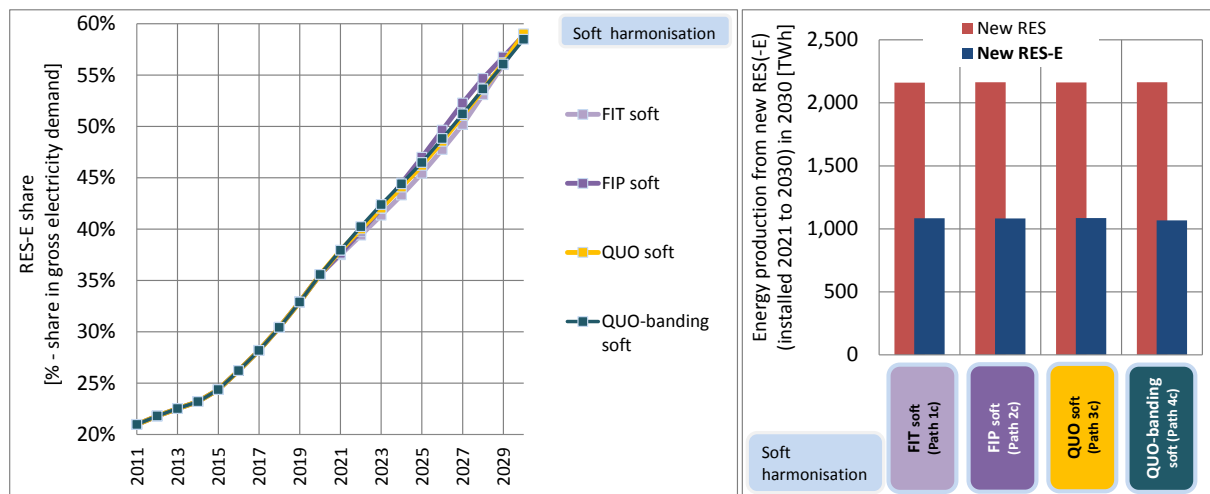 60%
55%
50%
45%
40%
35%
30%
25%
20%
RES-E share
[% - share in gross electricity demand]
2011
2013
2015
2017
2019
2021
2023
2025
2027
2029
Soft harmonisation
FIT soft
FIP soft
QUO soft
QUO-banding
soft
New RES
New RES-E
2,500
2,000
1,500
1,000
500
0
Energy production from new RES(-E)
(installed 2021 to 2030) in 2030 [TWh]
FIT soft
(Path 1c)
FIP soft
(Path 2c)
QUO soft
(Path 3c)
QUO-banding
soft (Path 4c)
Soft
harmonisation